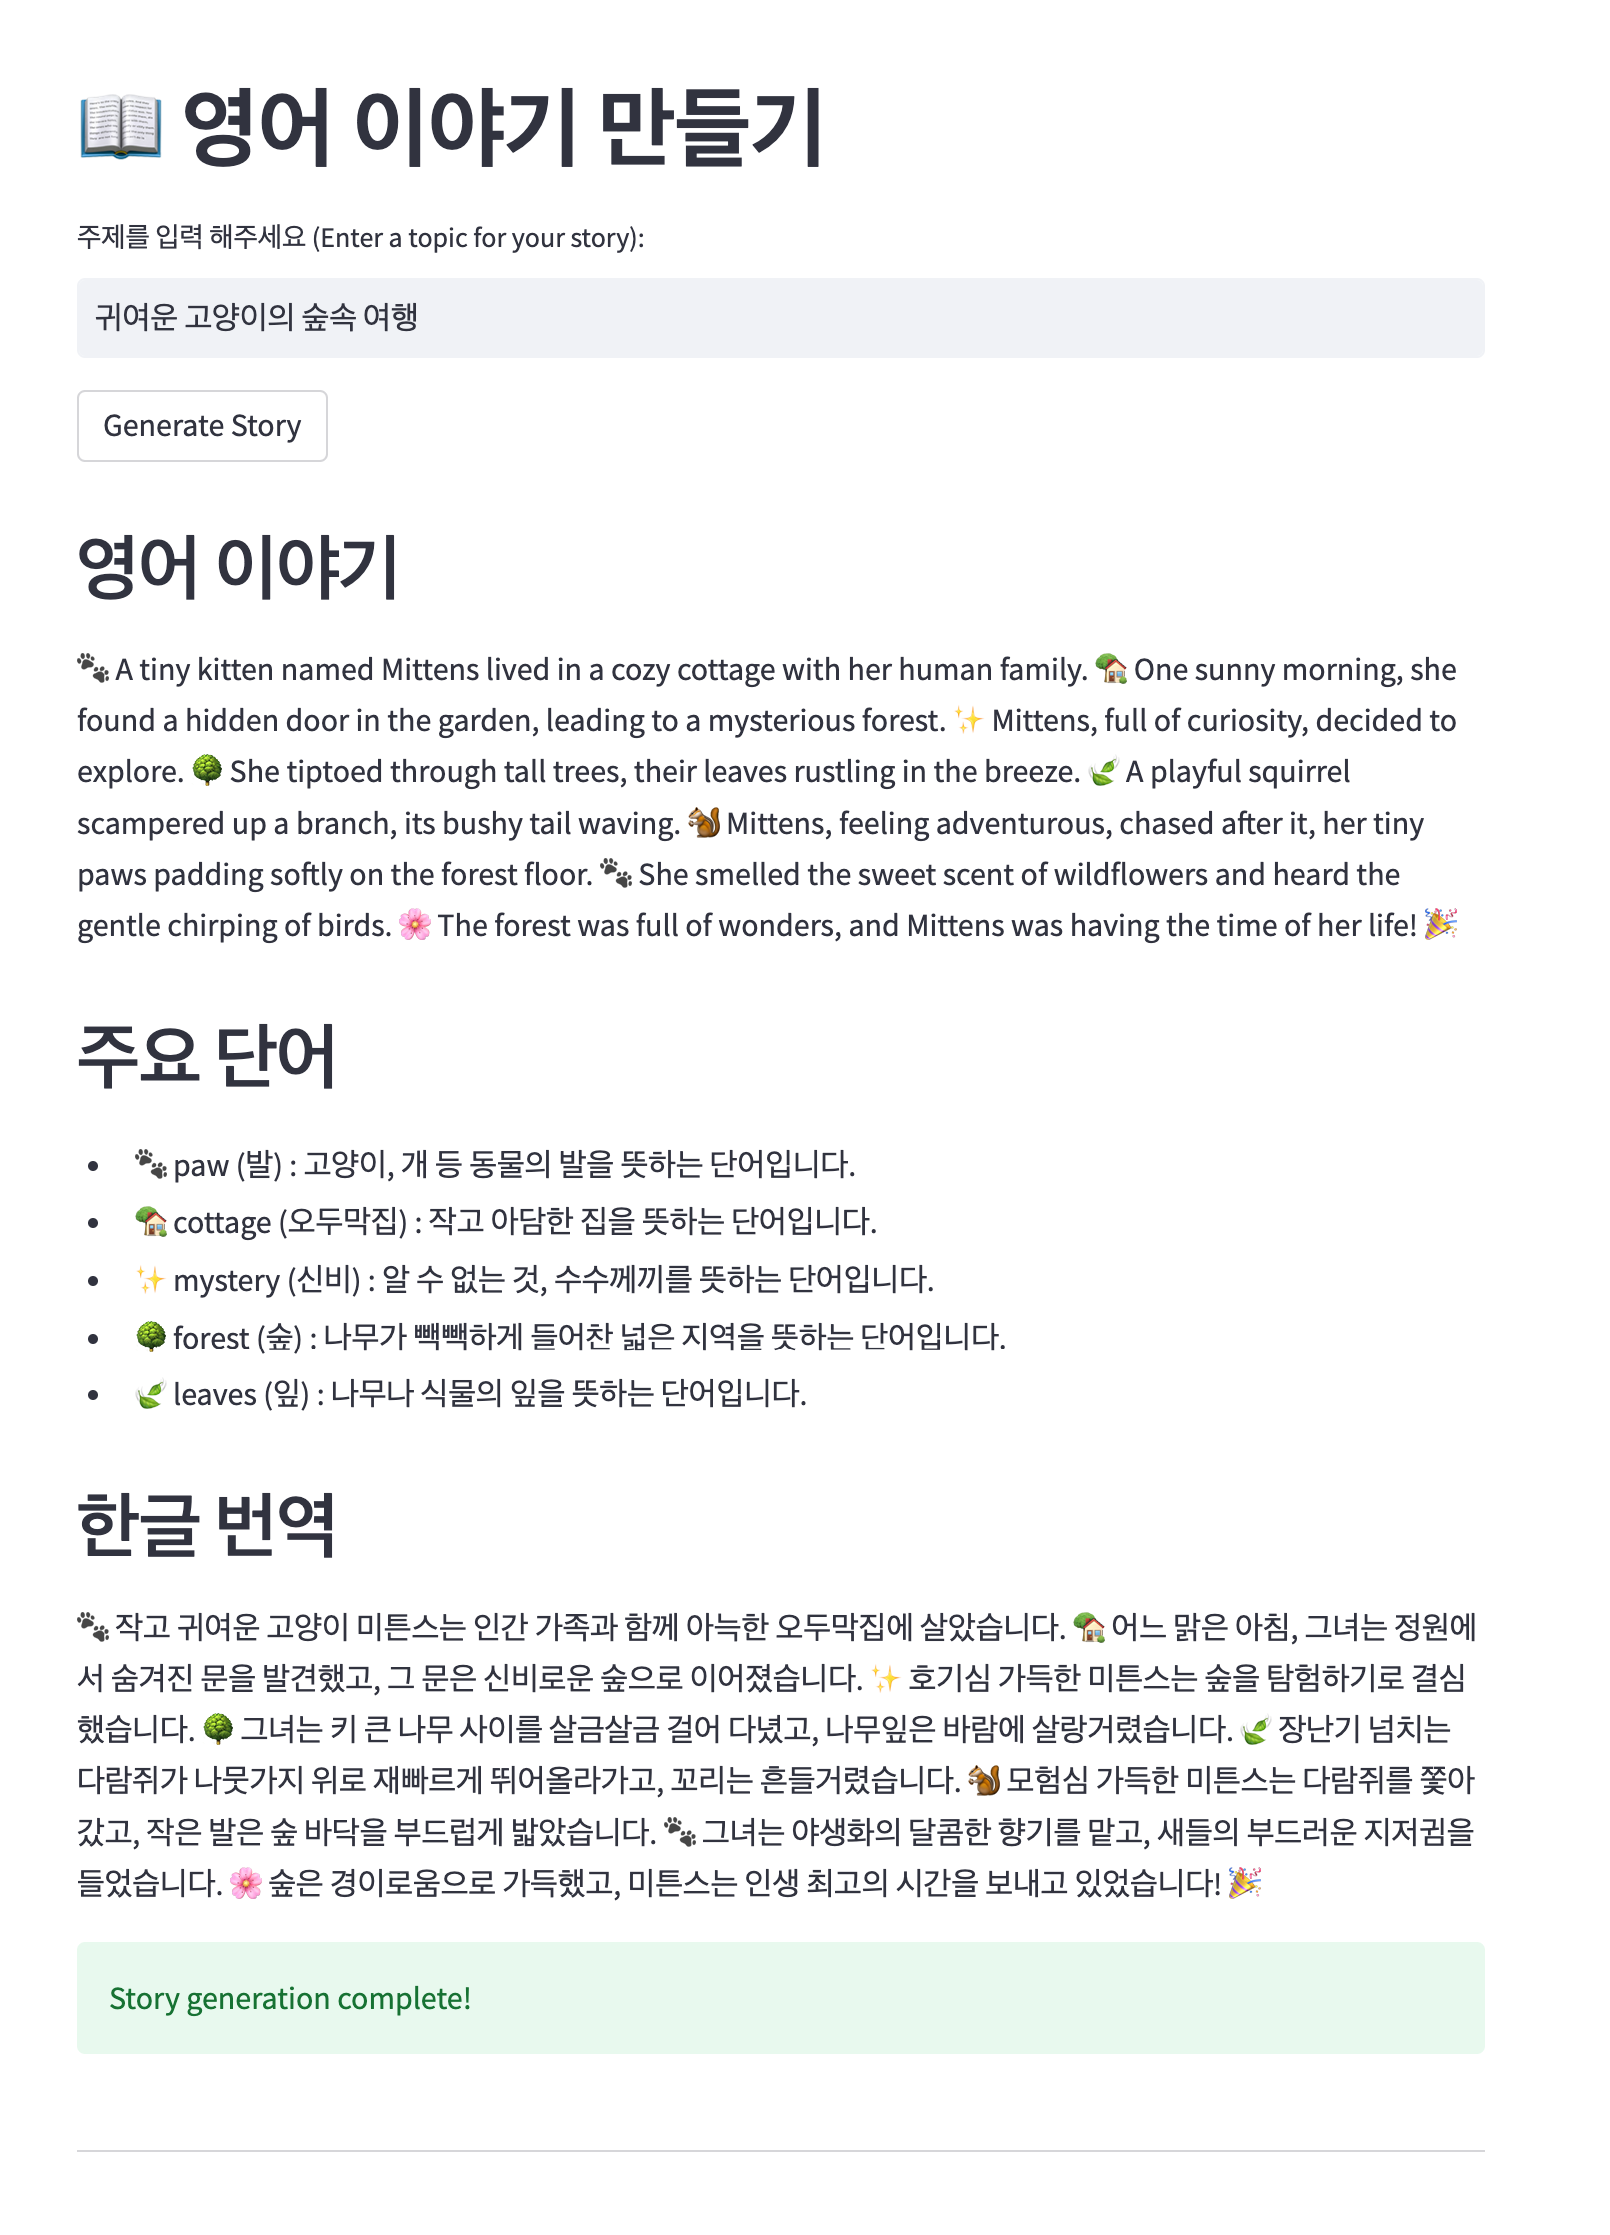 📖 영어 이야기 만들기
주제를 입력 해주세요 (Enter a topic for your story):
귀여운 고양이의 숲속 여행
Generate Story
영어 이야기
🐾 A tiny kitten named Mittens lived in a cozy cottage with her human family. 🏡 One sunny morning, she
found a hidden door in the garden, leading to a mysterious forest. ✨ Mittens, full of curiosity, decided to
explore. 🌳 She tiptoed through tall trees, their leaves rustling in the breeze. 🍃 A playful squirrel
scampered up a branch, its bushy tail waving. 🐿️ Mittens, feeling adventurous, chased after it, her tiny
paws padding softly on the forest floor. 🐾 She smelled the sweet scent of wildflowers and heard the
gentle chirping of birds. 🌸 The forest was full of wonders, and Mittens was having the time of her life! 🎉
주요 단어
• 🐾 paw (발) : 고양이, 개 등 동물의 발을 뜻하는 단어입니다.
• 🏡 cottage (오두막집) : 작고 아담한 집을 뜻하는 단어입니다.
• ✨ mystery (신비) : 알 수 없는 것, 수수께끼를 뜻하는 단어입니다.
• 🌳 forest (숲) : 나무가 빽빽하게 들어찬 넓은 지역을 뜻하는 단어입니다.
• 🍃 leaves (잎) : 나무나 식물의 잎을 뜻하는 단어입니다.
한글 번역
🐾 작고 귀여운 고양이 미튼스는 인간 가족과 함께 아늑한 오두막집에 살았습니다. 🏡 어느 맑은 아침, 그녀는 정원에
서 숨겨진 문을 발견했고, 그 문은 신비로운 숲으로 이어졌습니다. ✨ 호기심 가득한 미튼스는 숲을 탐험하기로 결심
했습니다. 🌳 그녀는 키 큰 나무 사이를 살금살금 걸어 다녔고, 나무잎은 바람에 살랑거렸습니다. 🍃 장난기 넘치는
다람쥐가 나뭇가지 위로 재빠르게 뛰어올라가고, 꼬리는 흔들거렸습니다. 🐿️ 모험심 가득한 미튼스는 다람쥐를 쫓아
갔고, 작은 발은 숲 바닥을 부드럽게 밟았습니다. 🐾 그녀는 야생화의 달콤한 향기를 맡고, 새들의 부드러운 지저귐을
들었습니다. 🌸 숲은 경이로움으로 가득했고, 미튼스는 인생 최고의 시간을 보내고 있었습니다! 🎉
Story generation complete!